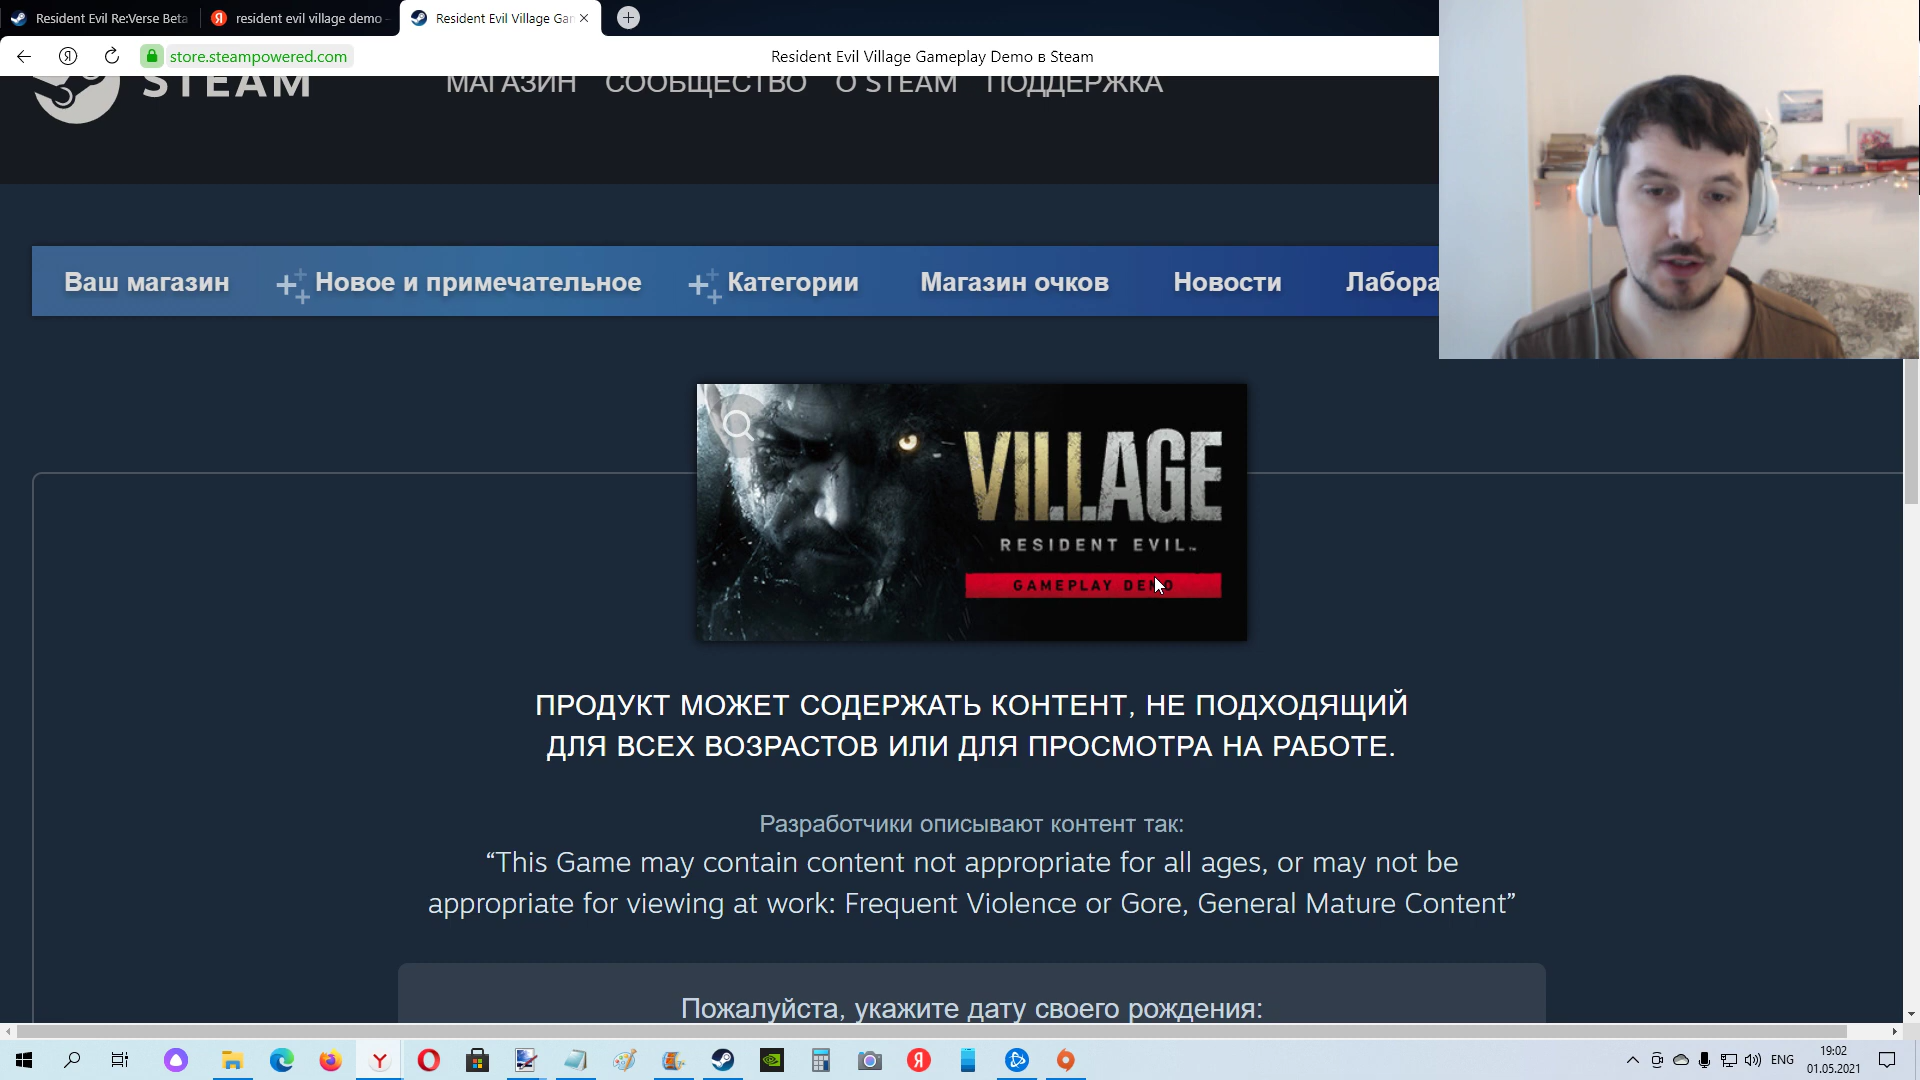 Resident Evil Re:Verse Beta
resident evil village demo
Resident Evil Village Gam
store.steampowered.com
Resident Evil Village Gameplay Demo в Steam
STEAM
МАГАЗИН СООБЩЕСТВО О STEAM ПОДДЕРЖКА
Ваш магазин Новое и примечательное Категории Магазин очков Новости Лабора
VILLAGE
RESIDENT EVIL™
GAMEPLAY DEMO
ПРОДУКТ МОЖЕТ СОДЕРЖАТЬ КОНТЕНТ, НЕ ПОДХОДЯЩИЙ
ДЛЯ ВСЕХ ВОЗРАСТОВ ИЛИ ДЛЯ ПРОСМОТРА НА РАБОТЕ.
Разработчики описывают контент так:
“This Game may contain content not appropriate for all ages, or may not be
appropriate for viewing at work: Frequent Violence or Gore, General Mature Content”
Пожалуйста, укажите дату своего рождения:
ENG
19:02
01.05.2021